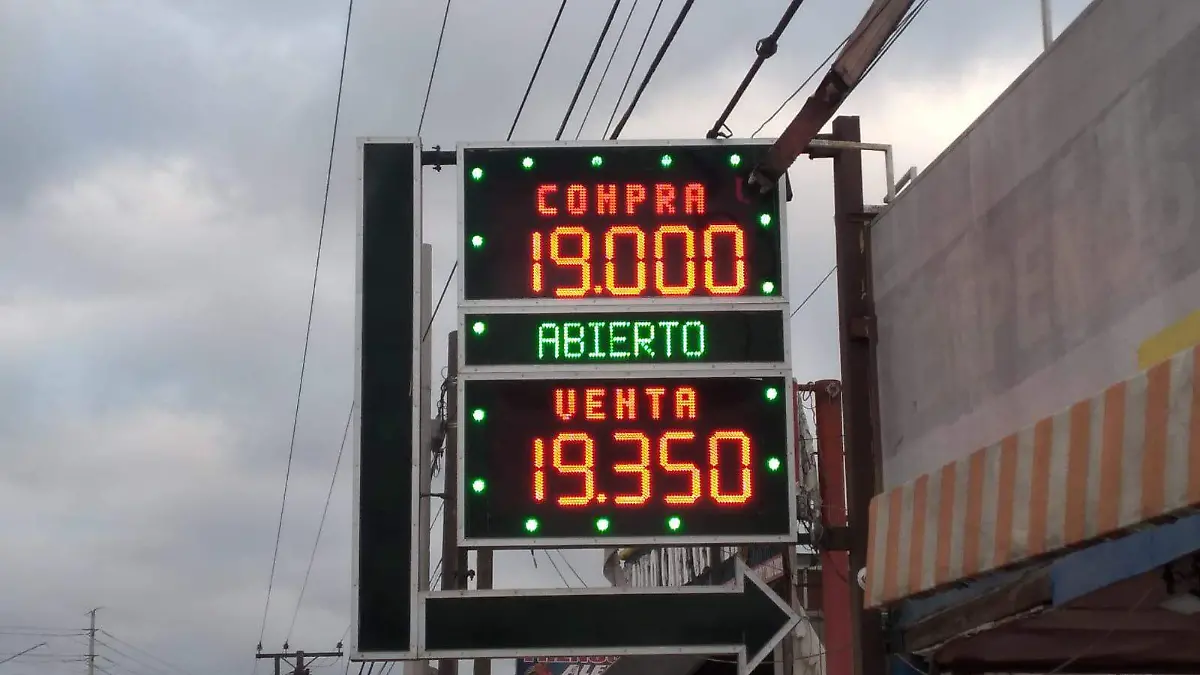 COMPRA
19.000
ABIERTO
VENTA
19.350